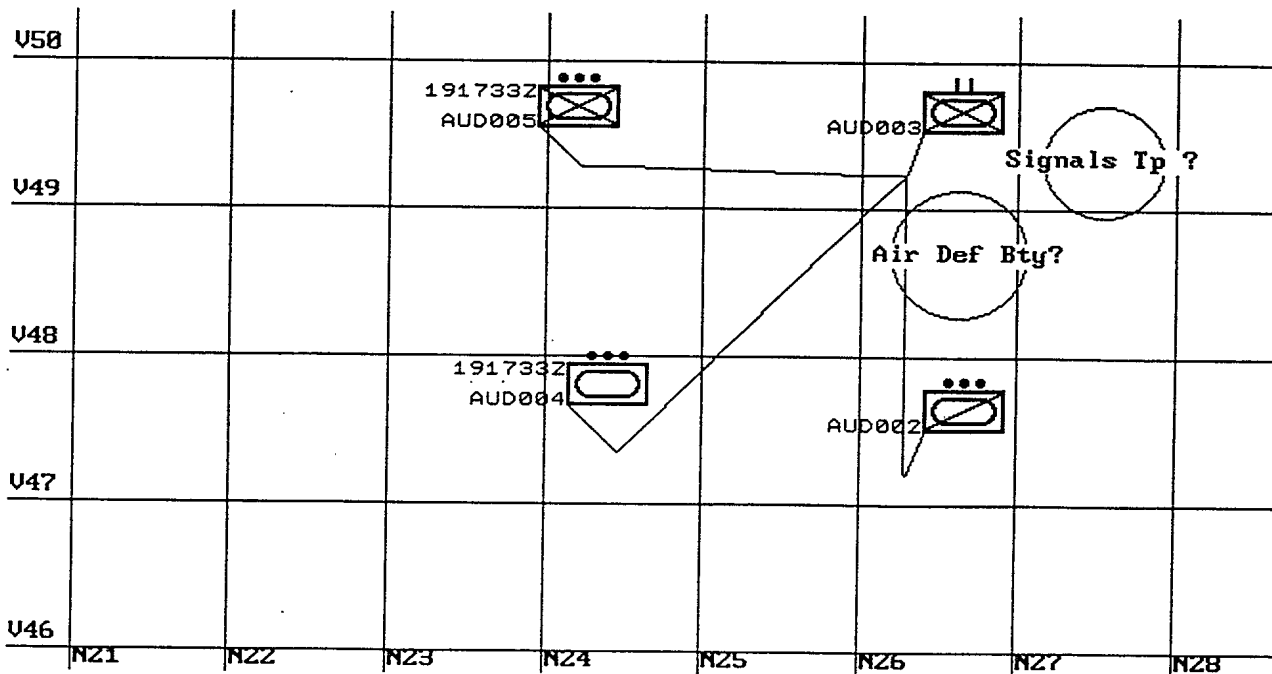 V50
191733Z
AUD005
AUD003
Signals Tp ?
V49
Air Def Bty?
V48
191733Z
AUD004
AUD002
V47
V46
N21
N22
N23
N24
N25
N26
N27
N28